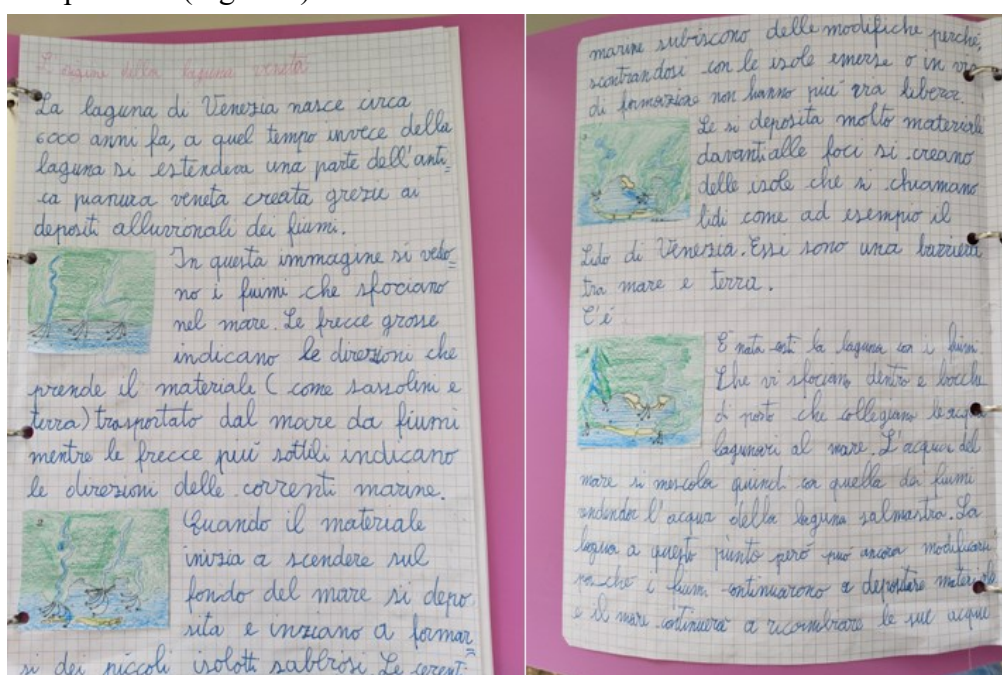 L'origine della laguna veneta
La laguna di Venezia nasce circa
6000 anni fa, a quel tempo invece della
laguna si estendeva una parte dell'anti-
ca pianura veneta creata grezie ai
depositi alluvionali dei fiumi.
In questa immagine si vedo-
no i fiumi che sfociano
nel mare. Le frecce grosse
indicano le direzioni che
prende il materiale (come sassolini e
terra) trasportato dal mare da fiumi
mentre le frecce più sottili indicano
le direzioni delle correnti marine.
2.
Quando il materiale
inizia a scendere sul
fondo del mare si depo
sita e iniziano a formar
si dei piccoli isolotti sabbiosi. Le
marine subiscono delle modifiche perché,
scontrandosi con le isole emerse o in via
di formazione non hanno più via libera.
Se si deposita molto materiale
davanti alle foci si creano
delle isole che si chiamano
lidi come ad esempio il
Lido di Venezia. Essi sono una barriera
tra mare e terra.
C'è
È nata così la laguna con i fiumi
che vi sfociano dentro e bocche
di porto che collegano le acque
lagunari al mare. L'acqua del
mare si mescola quindi con quella dei fiumi
rendendo l'acqua della laguna salmastra. La
laguna a questo punto però può ancora modificarsi
poi che i fiumi continuarono a depositare materiale
e il mare continuerà a ricambiare le sue acque